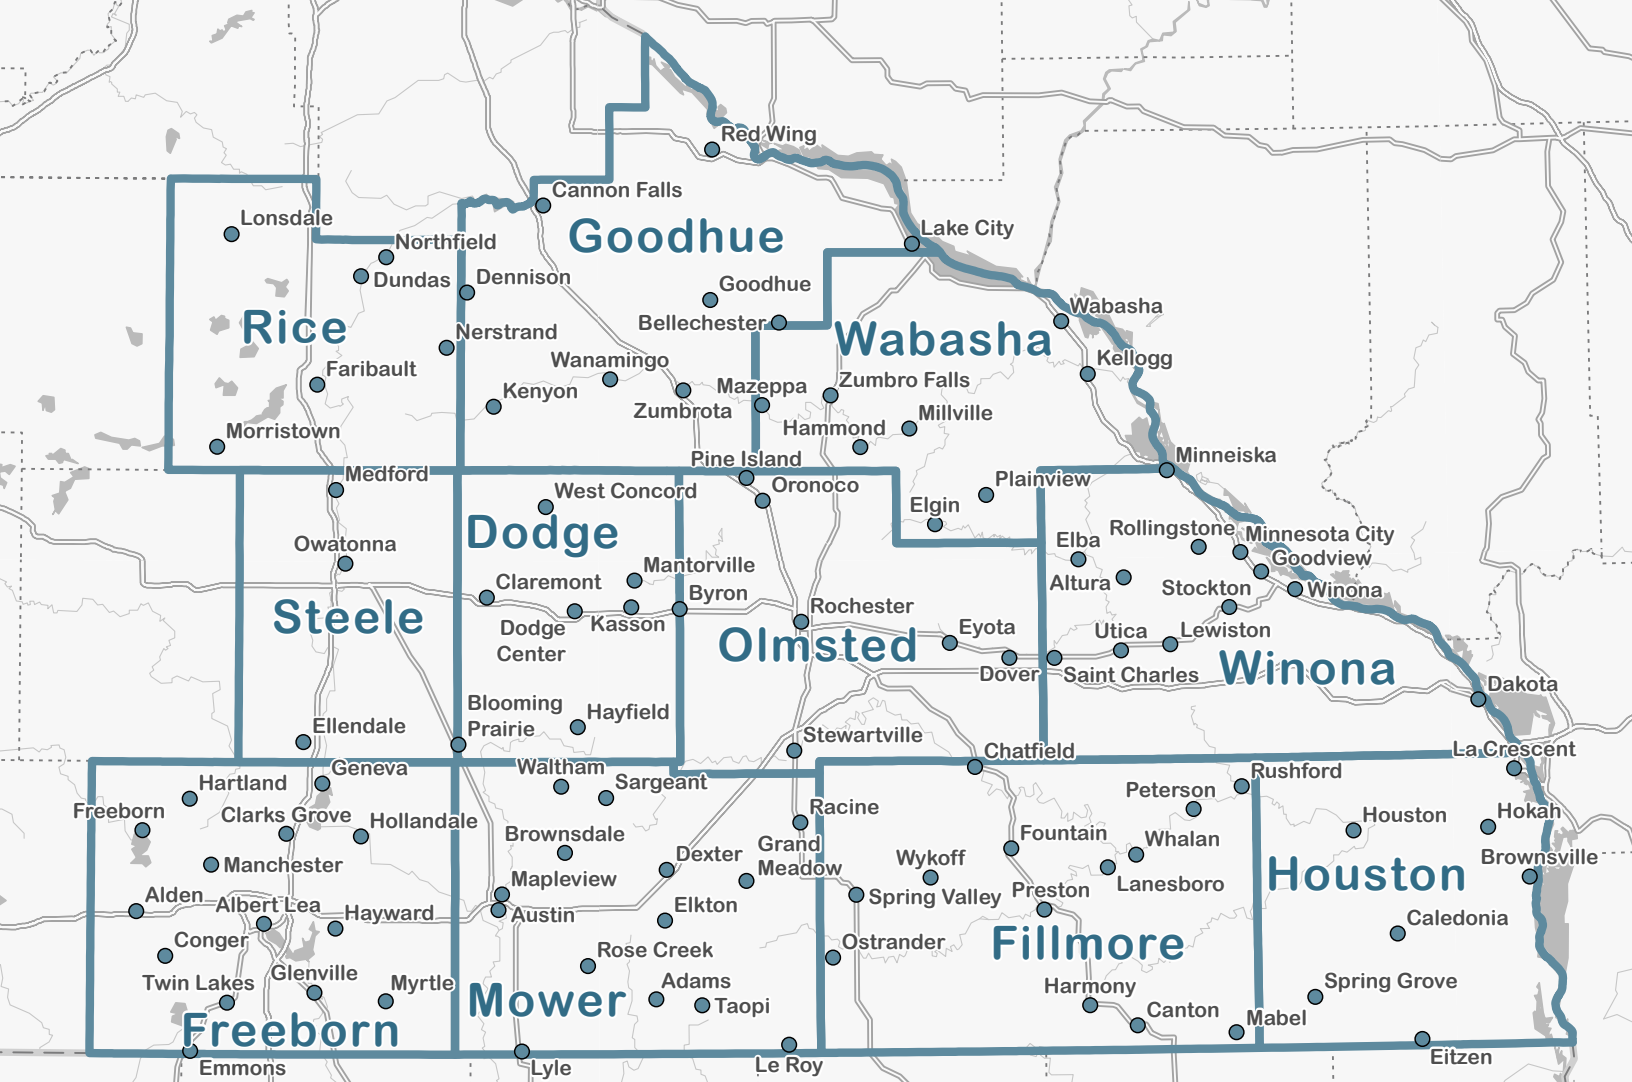 Red Wing
Cannon Falls
Lonsdale
Lake City
Goodhue
Northfield
Dundas
Dennison
Goodhue
Wabasha
Bellechester
Rice
Nerstrand
Wabasha
Kellogg
Wanamingo
Faribault
Zumbro Falls
Mazeppa
Kenyon
Zumbrota
Millville
Hammond
Morristown
Minneiska
Pine Island
Medford
Plainview
Oronoco
West Concord
Elgin
Dodge
Rollingstone
Minnesota City
Owatonna
Elba
Goodview
Mantorville
Altura
Claremont
Stockton
Winona
Byron
Rochester
Steele
Dodge
Center
Kasson
Eyota
Utica
Lewiston
Olmsted
Dover
Saint Charles
Winona
Dakota
Blooming
Prairie
Hayfield
Ellendale
Stewartville
Chatfield
La Crescent
Geneva
Waltham
Rushford
Hartland
Sargeant
Peterson
Freeborn
Clarks Grove
Hollandale
Racine
Houston
Hokah
Brownsdale
Grand
Meadow
Fountain
Whalan
Manchester
Dexter
Wykoff
Brownsville
Mapleview
Houston
Lanesboro
Alden
Albert Lea
Hayward
Austin
Elkton
Spring Valley
Preston
Caledonia
Conger
Rose Creek
Ostrander
Fillmore
Twin Lakes
Glenville
Myrtle
Mower
Adams
Taopi
Harmony
Spring Grove
Freeborn
Canton
Mabel
Emmons
Lyle
Le Roy
Eitzen